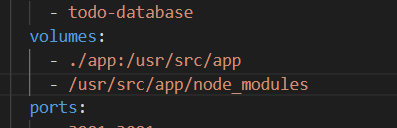 - todo-database
volumes:
- ./app:/usr/src/app
- /usr/src/app/node_modules
ports: